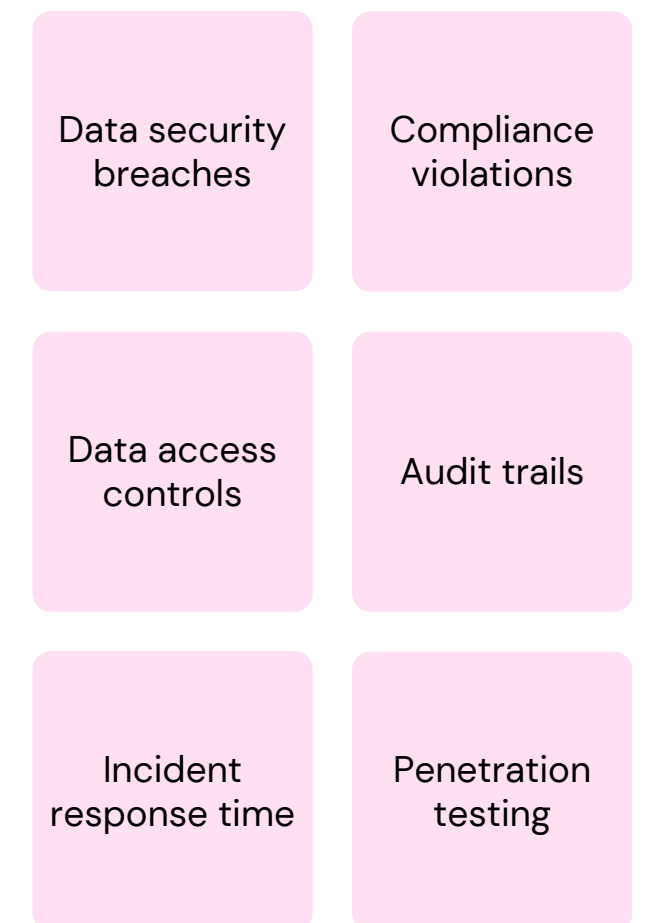 Data security
breaches
Compliance
violations
Data access
controls
Audit trails
Incident
response time
Penetration
testing